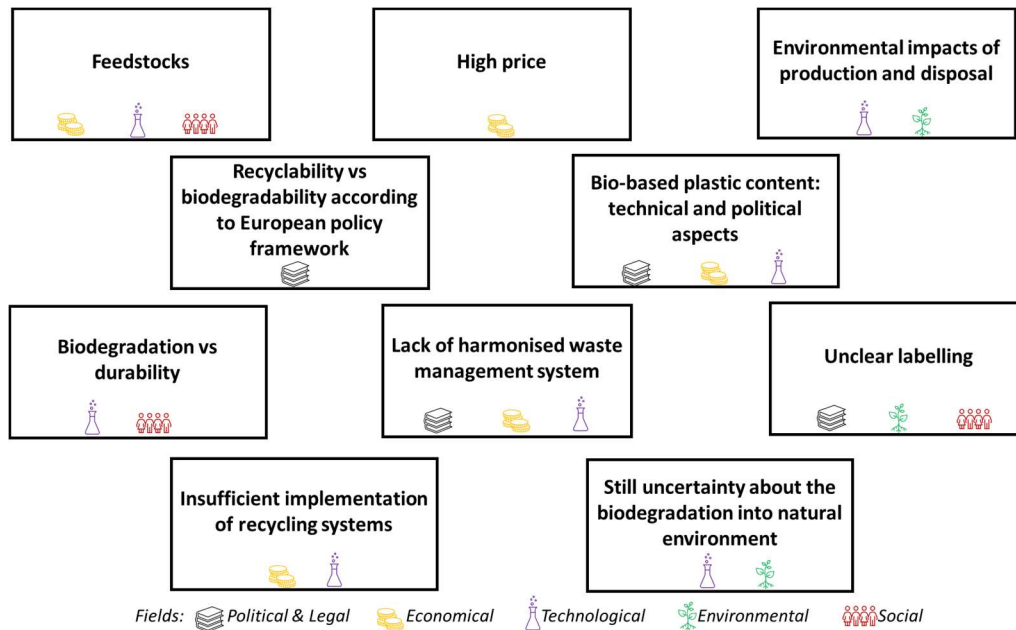 Feedstocks
High price
Environmental impacts of
production and disposal
Recyclability vs
biodegradability according
to European policy
framework
Bio-based plastic content:
technical and political
aspects
Biodegradation vs
durability
Lack of harmonised waste
management system
Unclear labelling
Insufficient implementation
of recycling systems
Still uncertainty about the
biodegradation into natural
environment
Fields: Political & Legal Economical Technological Environmental Social